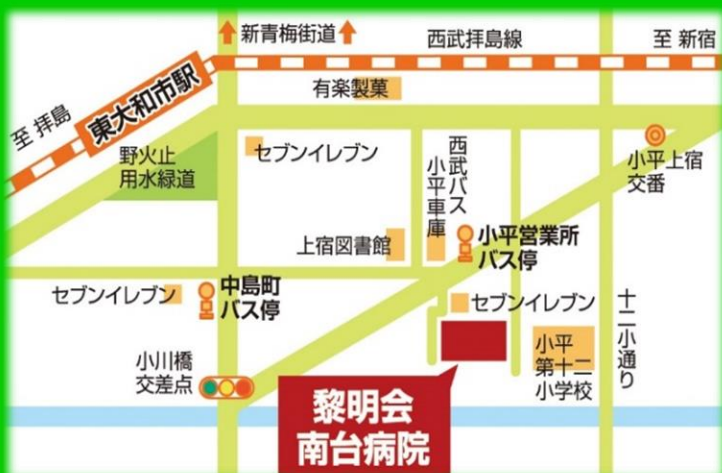 新青梅街道
西武拝島線
至 新宿
至 拝島
東大和市駅
有楽製菓
野火止
用水緑道
セブンイレブン
西武バス
小平車庫
小平上宿
交番
上宿図書館
小平営業所
バス停
セブンイレブン
中島町
バス停
セブンイレブン
十二小通り
小川橋
交差点
小平
第十二
小学校
黎明会
南台病院